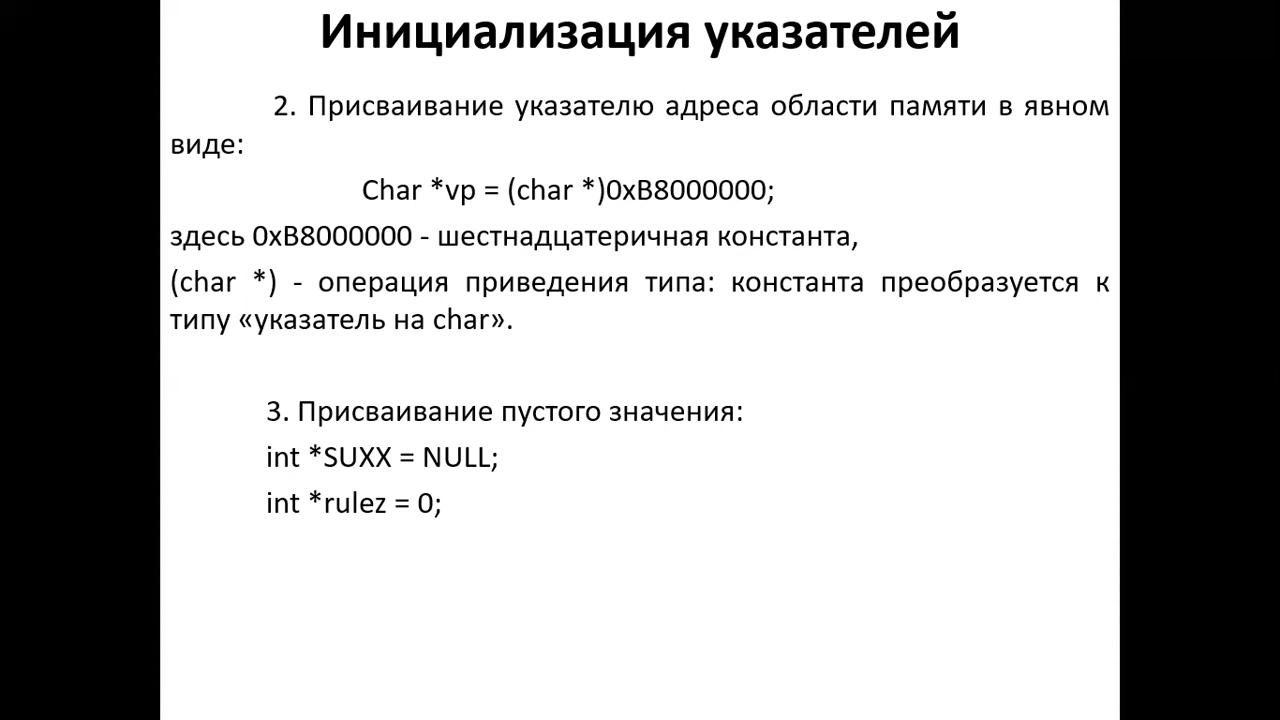 Инициализация указателей
2. Присваивание указателю адреса области памяти в явном
виде:
Char *vp = (char *)0xB8000000;
здесь 0xB8000000 - шестнадцатеричная константа,
(char *) - операция приведения типа: константа преобразуется к
типу «указатель на char».
3. Присваивание пустого значения:
int *SUXX = NULL;
int *rulez = 0;